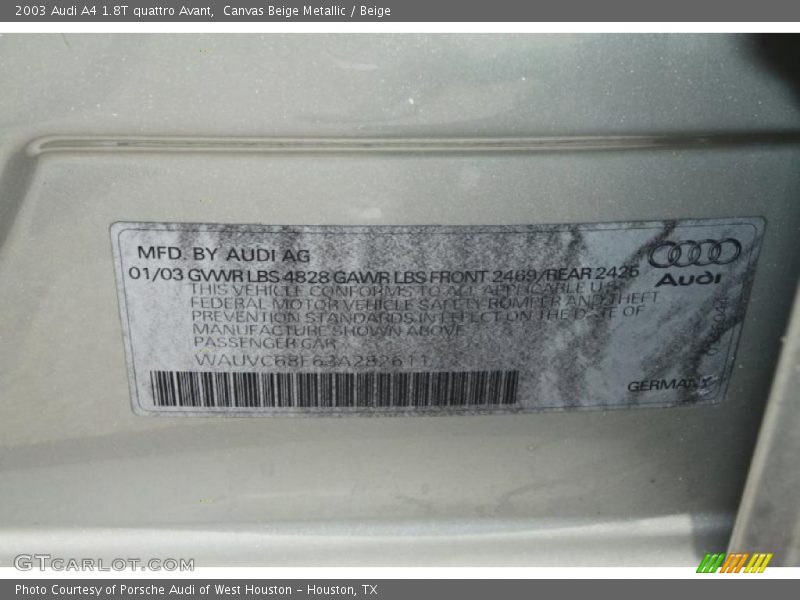 2003 Audi A4 1.8T quattro Avant,  Canvas Beige Metallic / Beige
MFD. BY AUDI AG
01/03 GVWR LBS 4828 GAWR LBS FRONT 2469/REAR 2426
THIS VEHICLE CONFORMS TO ALL APPLICABLE U.S.
FEDERAL MOTOR VEHICLE SAFETY BUMPER AND THEFT
PREVENTION STANDARDS IN EFFECT ON THE DATE OF
MANUFACTURE SHOWN ABOVE
PASSENGER CAR
WAUVC68E63A282611
Audi
GERMANY
GTCARLOT.COM
Photo Courtesy of Porsche Audi of West Houston - Houston, TX